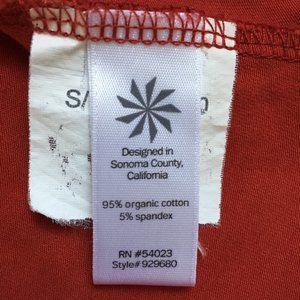 S/
Designed in
Sonoma County,
California
95% organic cotton
5% spandex
RN #54023
Style# 929680